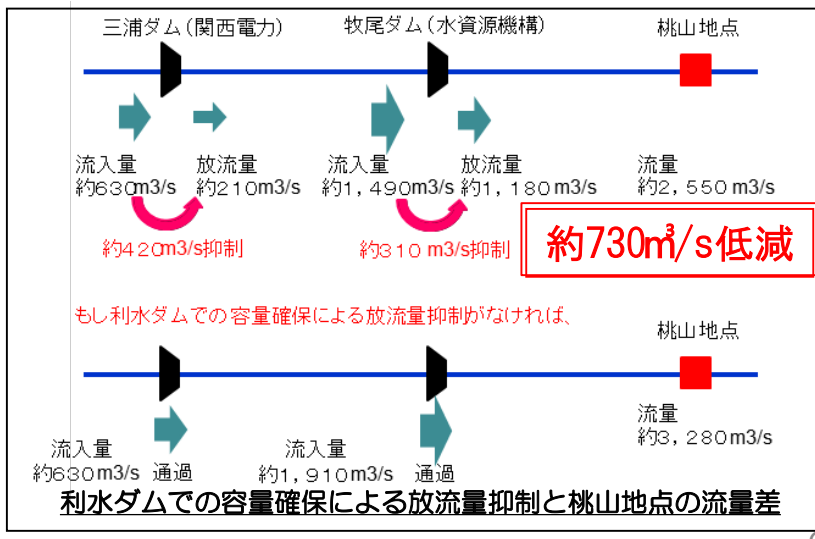 三浦ダム(関西電力)
牧尾ダム(水資源機構)
桃山地点
流入量
約630m3/s
放流量
約210m3/s
流入量
約1,490m3/s
放流量
約1,180m3/s
流量
約2,550m3/s
約420m3/s抑制
約310m3/s抑制
約730㎥/s低減
もし利水ダムでの容量確保による放流量抑制がなければ、
桃山地点
流量
約3,280m3/s
流入量
約630m3/s
通過
流入量
約1,910m3/s
通過
利水ダムでの容量確保による放流量抑制と桃山地点の流量差